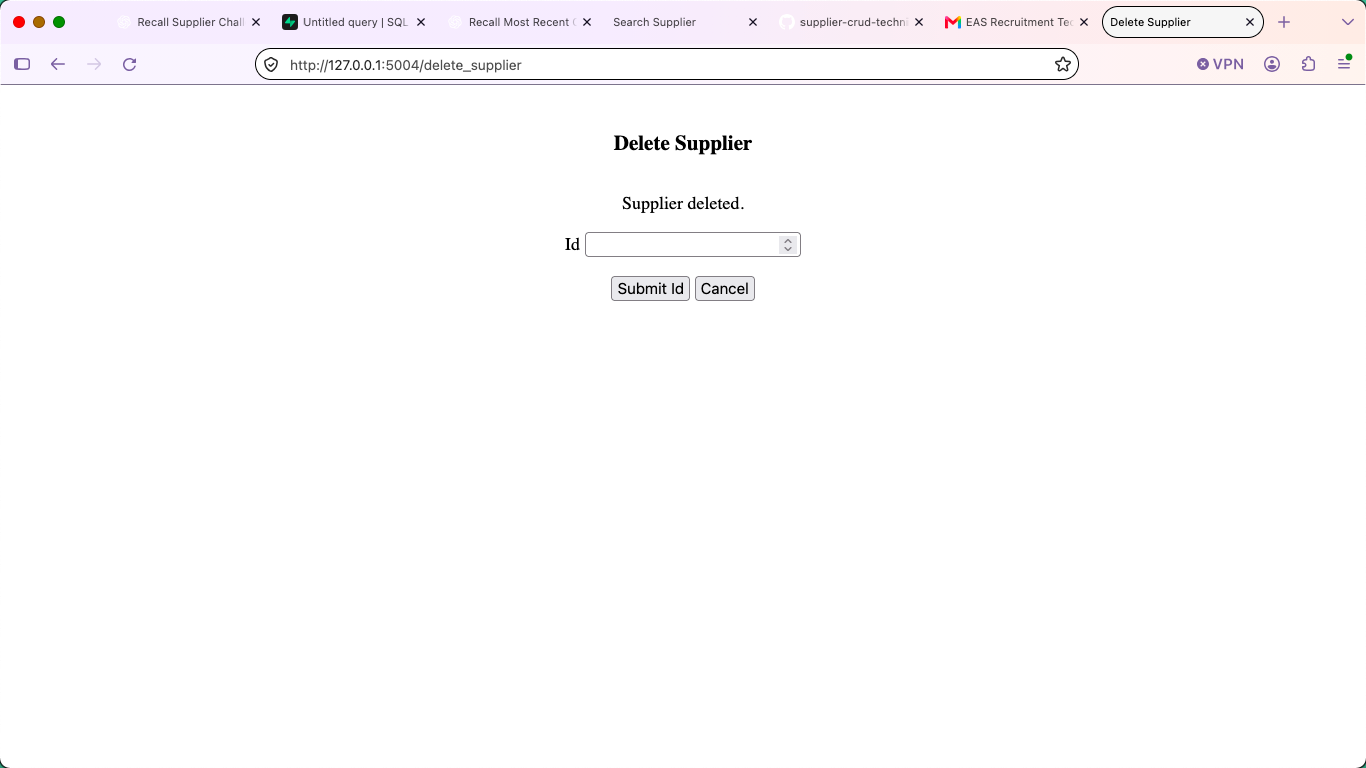 Recall Supplier Chall
Untitled query | SQL
Recall Most Recent
Search Supplier
supplier-crud-techni
EAS Recruitment Tec
Delete Supplier
http://127.0.0.1:5004/delete_supplier
VPN
Delete Supplier
Supplier deleted.
Id
Submit Id Cancel